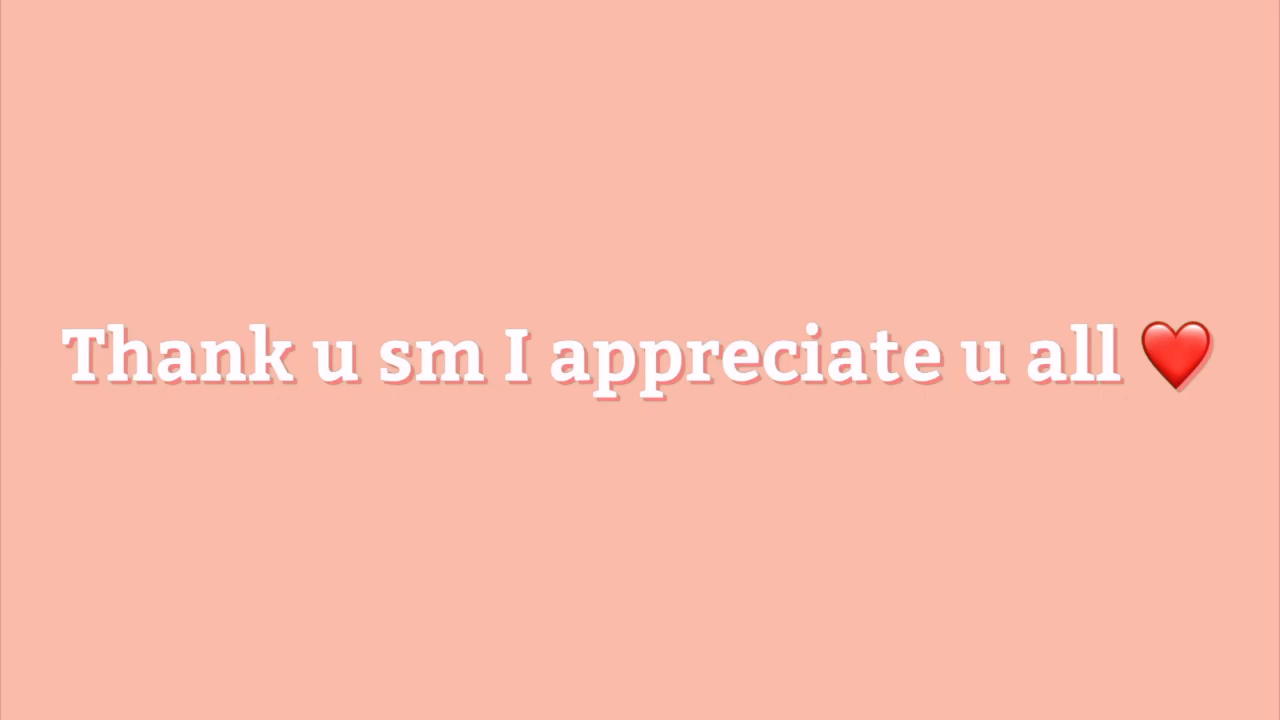 Thank u sm I appreciate u all ❤️